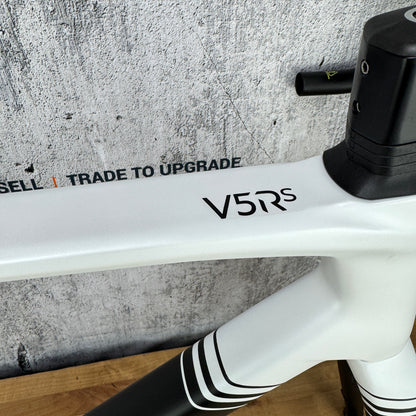 SELL | TRADE TO UPGRADE
V5Rs